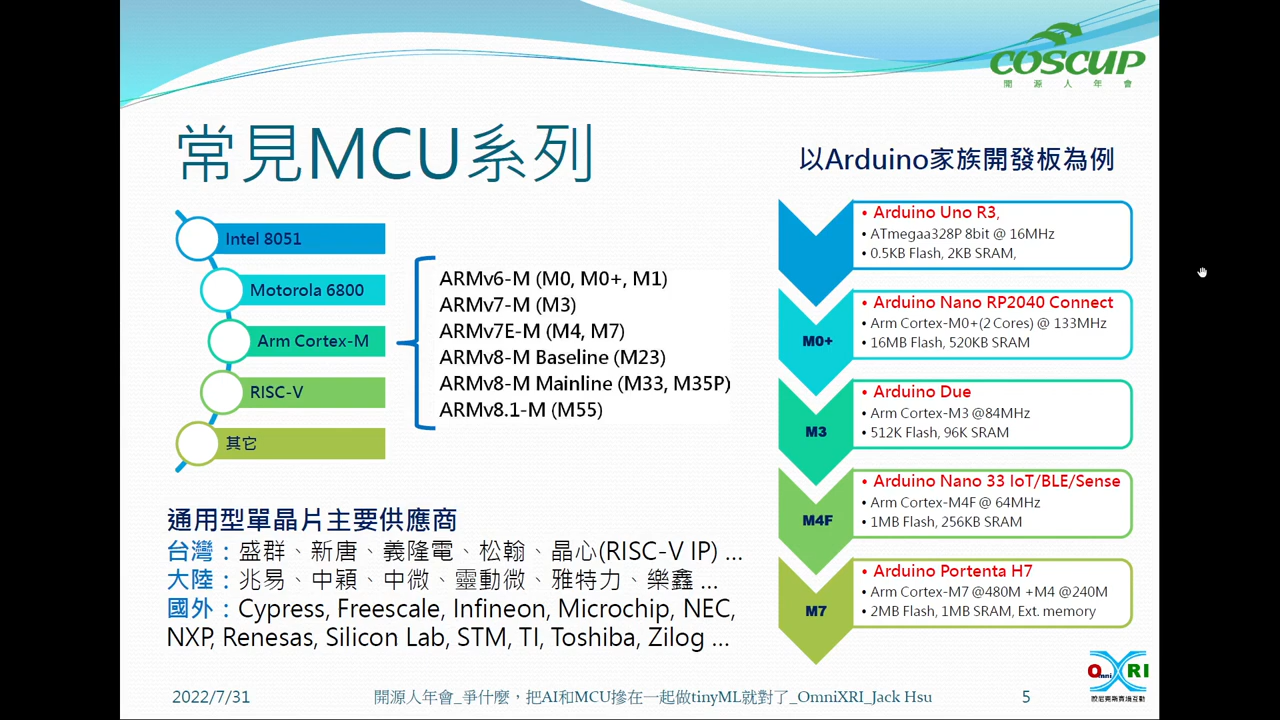 COSCUP
開源人年會
常見MCU系列
Intel 8051
Motorola 6800
Arm Cortex-M
RISC-V
其它
ARMv6-M (M0, M0+, M1)
ARMv7-M (M3)
ARMv7E-M (M4, M7)
ARMv8-M Baseline (M23)
ARMv8-M Mainline (M33, M35P)
ARMv8.1-M (M55)
通用型單晶片主要供應商
台灣：盛群、新唐、義隆電、松翰、晶心(RISC-V IP) ...
大陸：兆易、中穎、中微、靈動微、雅特力、樂鑫 ...
國外：Cypress, Freescale, Infineon, Microchip, NEC,
NXP, Renesas, Silicon Lab, STM, TI, Toshiba, Zilog ...
以Arduino家族開發板為例
• Arduino Uno R3,
• ATmegaa328P 8bit @ 16MHz
• 0.5KB Flash, 2KB SRAM,
M0+
• Arduino Nano RP2040 Connect
• Arm Cortex-M0+(2 Cores) @ 133MHz
• 16MB Flash, 520KB SRAM
M3
• Arduino Due
• Arm Cortex-M3 @84MHz
• 512K Flash, 96K SRAM
M4F
• Arduino Nano 33 IoT/BLE/Sense
• Arm Cortex-M4F @ 64MHz
• 1MB Flash, 256KB SRAM
M7
• Arduino Portenta H7
• Arm Cortex-M7 @480M +M4 @240M
• 2MB Flash, 1MB SRAM, Ext. memory
Omni XRI
歐尼克斯實境互動
2022/7/31
開源人年會_爭什麼，把AI和MCU摻在一起做tinyML就對了_OmniXRI_Jack Hsu
5